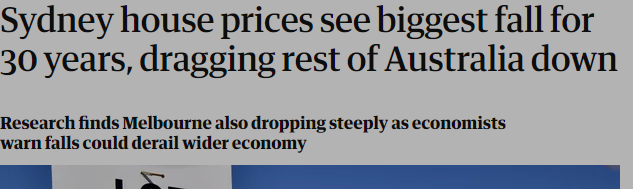 Sydney house prices see biggest fall for
30 years, dragging rest of Australia down
Research finds Melbourne also dropping steeply as economists
warn falls could derail wider economy